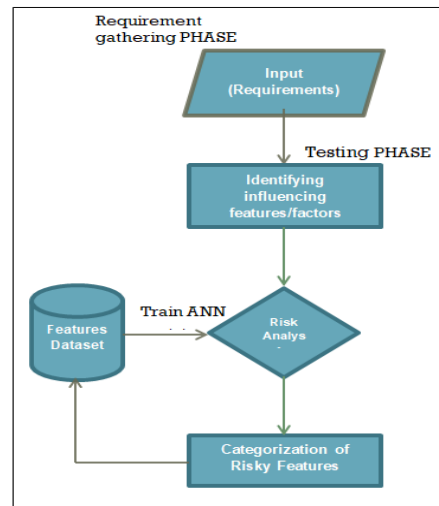 Requirement
gathering PHASE
Input
(Requirements)
Testing PHASE
Identifying
influencing
features/factors
Train ANN
Features
Dataset
Risk
Analys
Categorization of
Risky Features